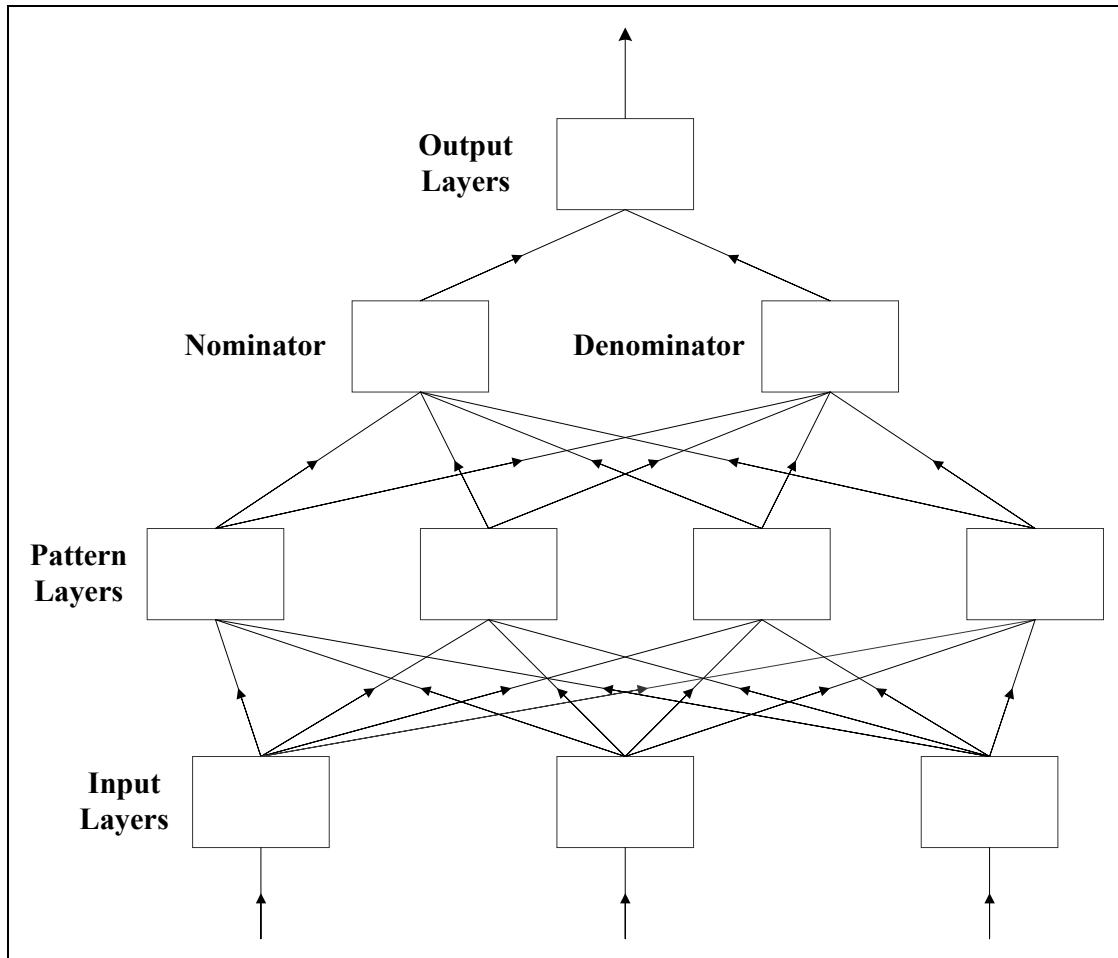 Output
Layers
Nominator
Denominator
Pattern
Layers
Input
Layers